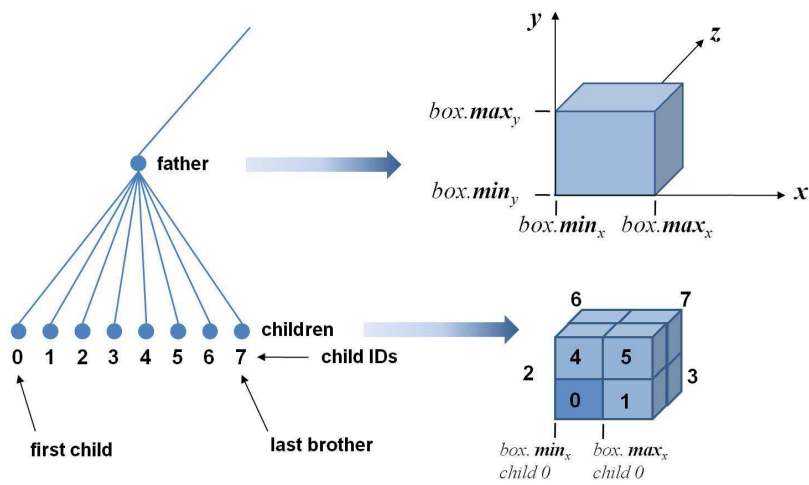 y
z
box.max_y
father
box.min_y
x
box.min_x
box.max_x
6
7
children
4
5
0 1 2 3 4 5 6 7
child IDs
2
3
0
1
first child
last brother
box. min_x
box. max_x
child 0
child 0